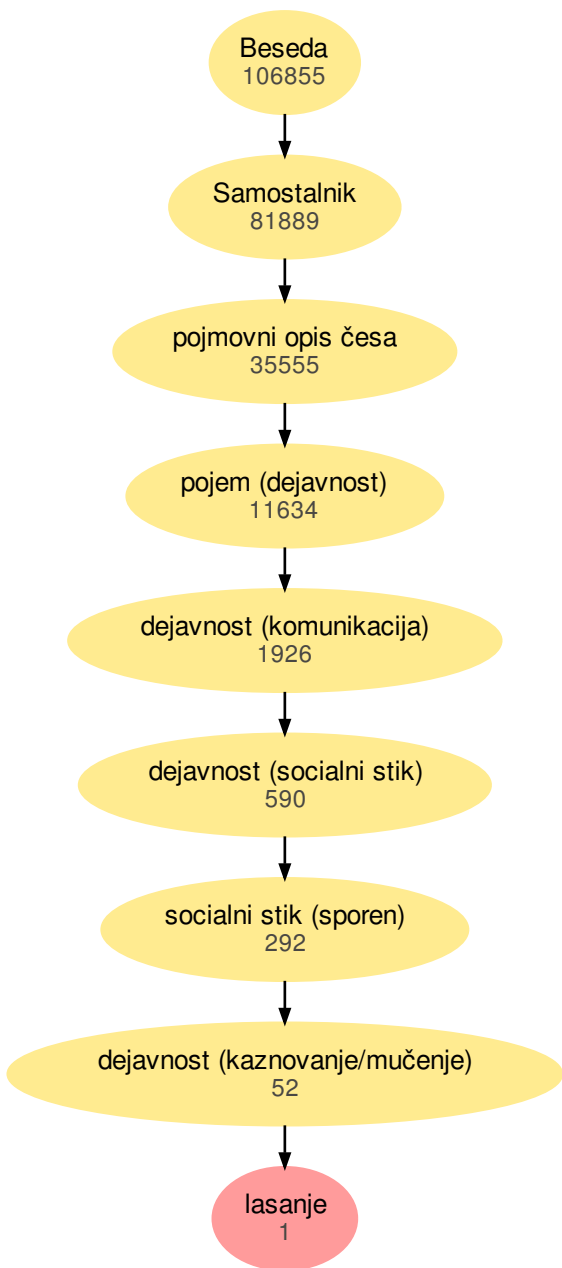 Beseda
106855
Samostalnik
81889
pojmovni opis česa
35555
pojem (dejavnost)
11634
dejavnost (komunikacija)
1926
dejavnost (socialni stik)
590
socialni stik (sporen)
292
dejavnost (kaznovanje/mučenje)
52
lasanje
1